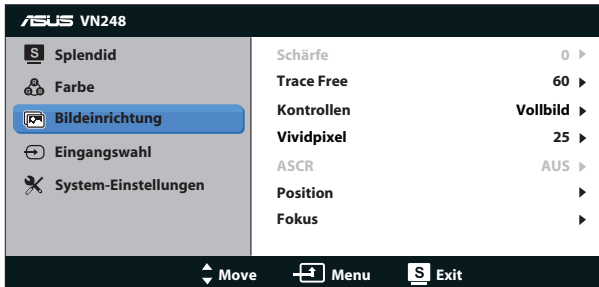 ASUS VN248
S Splendid
Farbe
Bildeinrichtung
Eingangswahl
System-Einstellungen
Schärfe 0
Trace Free 60
Kontrollen Vollbild
Vividpixel 25
ASCR AUS
Position
Fokus
Move Menu S Exit